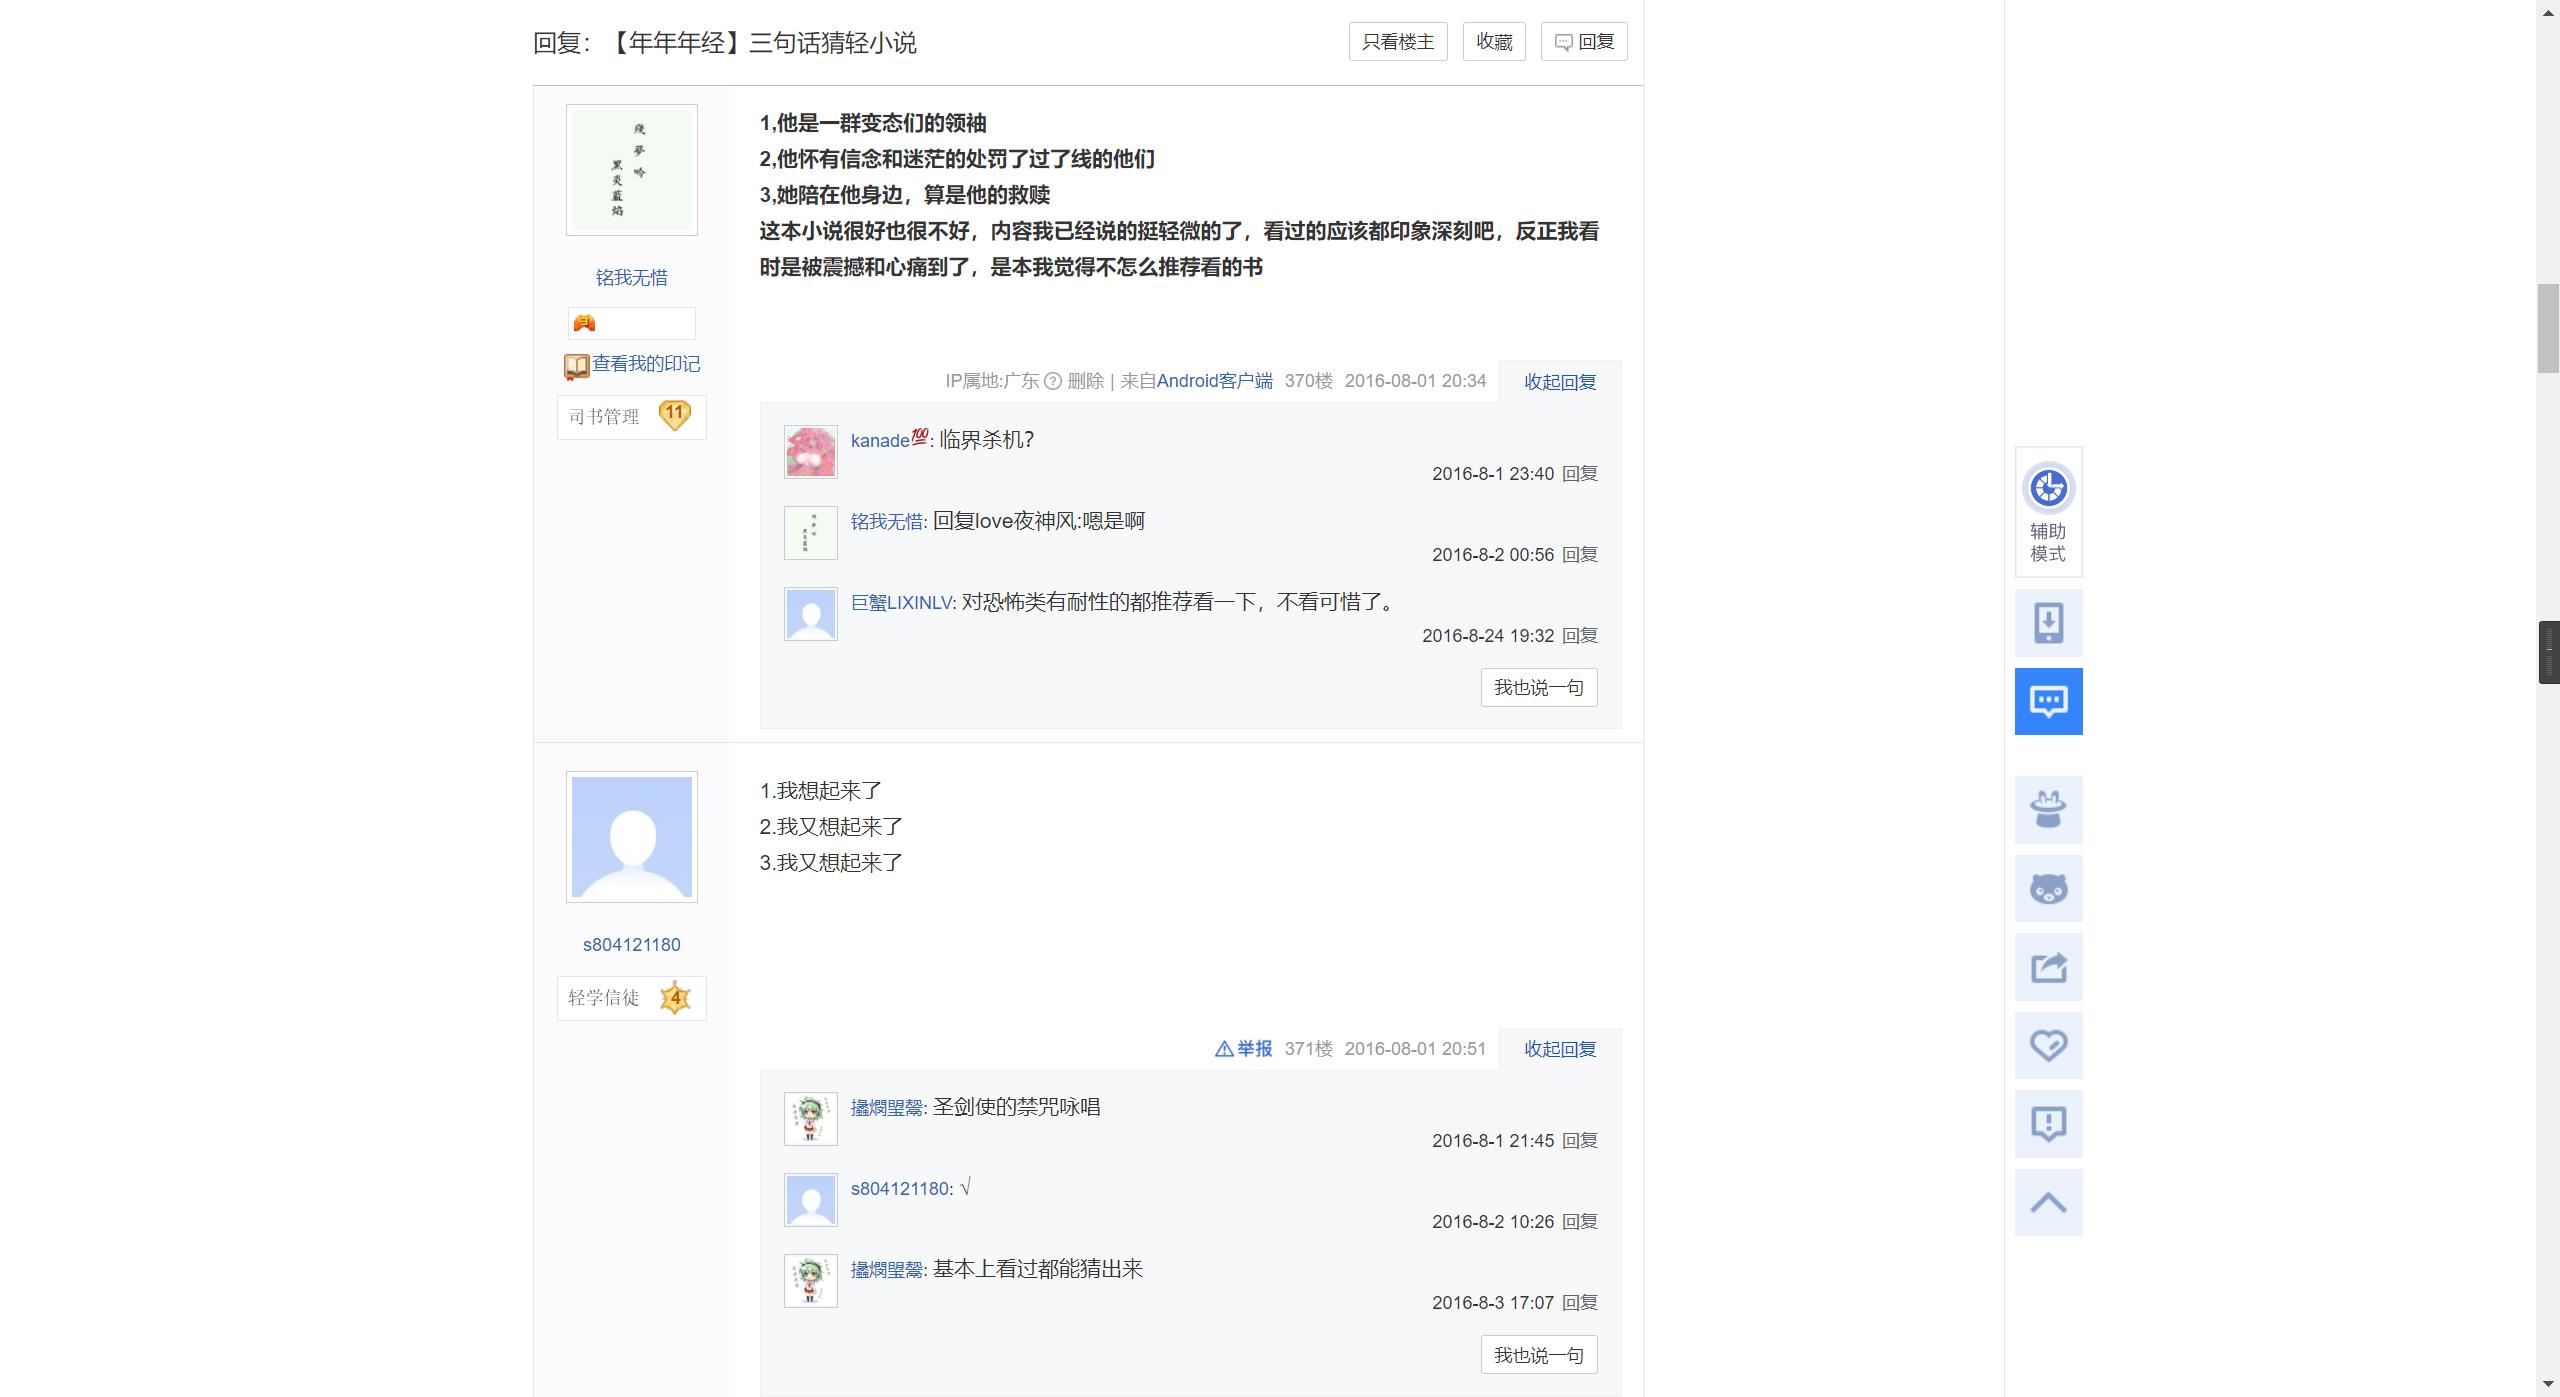 回复：【年年年经】三句话猜轻小说
只看楼主
收藏
回复
残梦吟
黑炎蓝焰
铭我无惜
3
查看我的印记
司书管理 11
1,他是一群变态们的领袖
2,他怀有信念和迷茫的处罚了过了线的他们
3,她陪在他身边，算是他的救赎
这本小说很好也很不好，内容我已经说的挺轻微的了，看过的应该都印象深刻吧，反正我看
时是被震撼和心痛到了，是本我觉得不怎么推荐看的书
IP属地:广东 ? 删除 | 来自Android客户端 370楼 2016-08-01 20:34 收起回复
kanade💯: 临界杀机？
2016-8-1 23:40 回复
铭我无惜: 回复love夜神风:嗯是啊
2016-8-2 00:56 回复
巨蟹LIXINLV: 对恐怖类有耐性的都推荐看一下，不看可惜了。
2016-8-24 19:32 回复
我也说一句
s804121180
轻学信徒 4
1.我想起来了
2.我又想起来了
3.我又想起来了
举报 371楼 2016-08-01 20:51 收起回复
圣剑使的禁咒咏唱
2016-8-1 21:45 回复
s804121180: √
2016-8-2 10:26 回复
基本上看过都能猜出来
2016-8-3 17:07 回复
我也说一句
辅助
模式